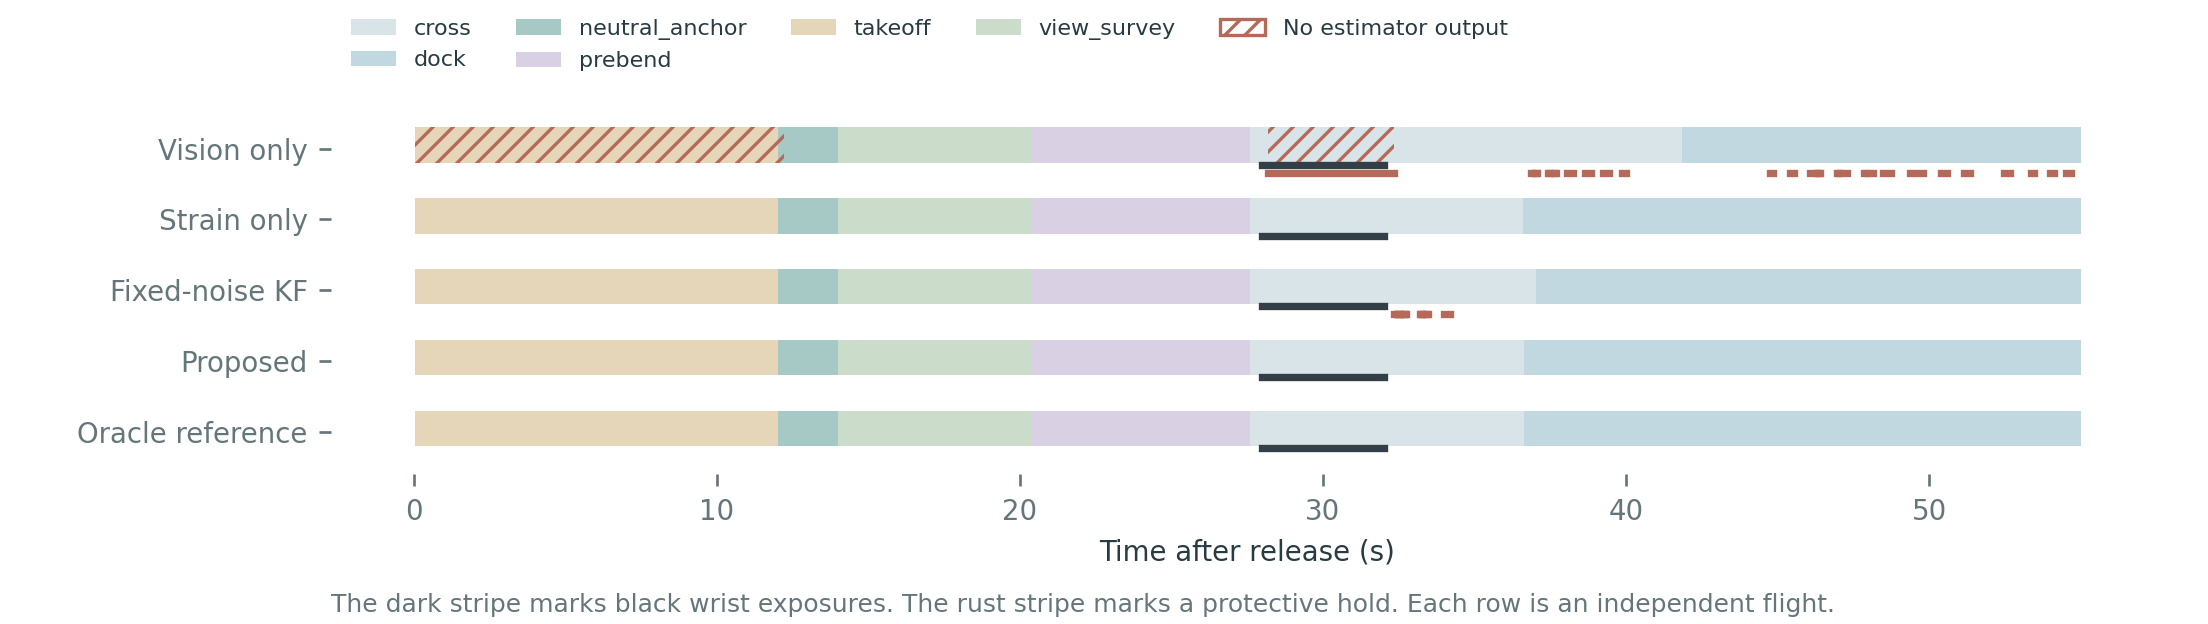 cross neutral_anchor takeoff view_survey No estimator output
dock prebend
Vision only
Strain only
Fixed-noise KF
Proposed
Oracle reference
0 10 20 30 40 50
Time after release (s)
The dark stripe marks black wrist exposures. The rust stripe marks a protective hold. Each row is an independent flight.